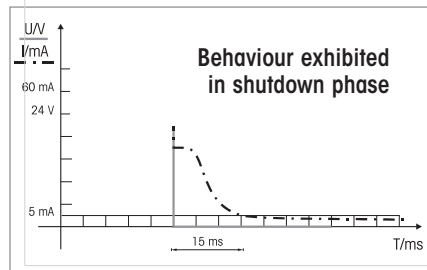 U/V
I/mA
Behaviour exhibited
in shutdown phase
60 mA
24 V
5 mA
15 ms
T/ms